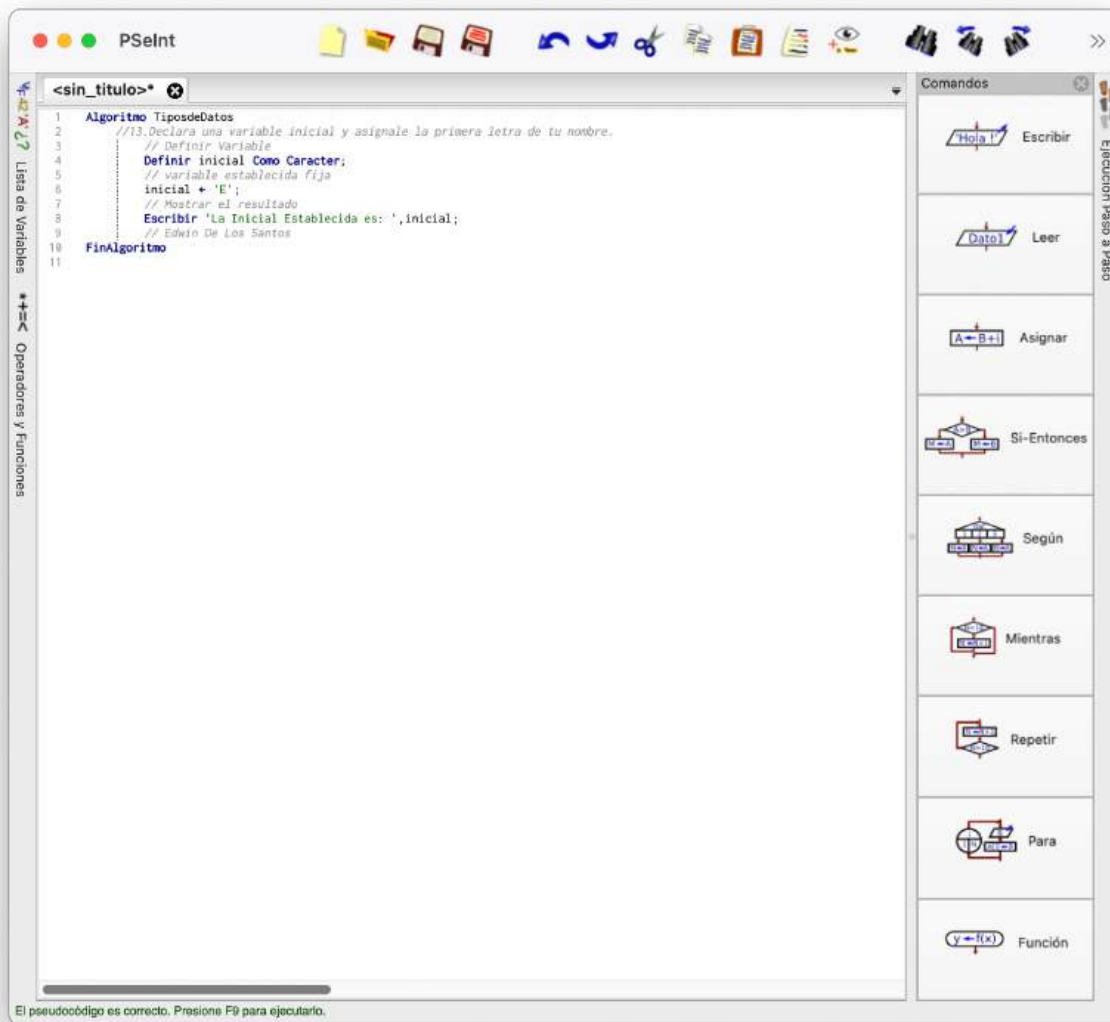 PSeInt
<sin_titulo>*
1 Algoritmo TiposdeDatos
2 //13.Declara una variable inicial y asignale la primera letra de tu nombre.
3 // Definir Variable
4 Definir inicial Como Caracter;
5 // variable establecida fija
6 inicial ← 'E';
7 // Mostrar el resultado
8 Escribir 'La Inicial Establecida es: ',inicial;
9 // Edwin De Los Santos
10 FinAlgoritmo
11
Lista de Variables
*+=< Operadores y Funciones
Comandos
'Hola !' Escribir
Dato1 Leer
A←B+i Asignar
Si-Entonces
Según
Mientras
Repetir
Para
y←f(x) Función
Ejecución Paso a Paso
El pseudocódigo es correcto. Presione F9 para ejecutarlo.